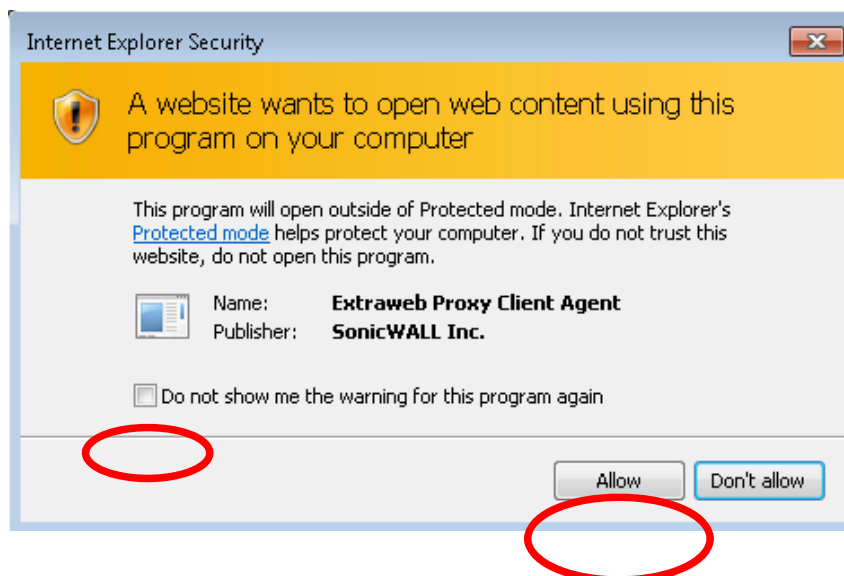 Internet Explorer Security
A website wants to open web content using this
program on your computer
This program will open outside of Protected mode. Internet Explorer's
Protected mode helps protect your computer. If you do not trust this
website, do not open this program.
Name: Extraweb Proxy Client Agent
Publisher: SonicWALL Inc.
Do not show me the warning for this program again
Allow Don't allow